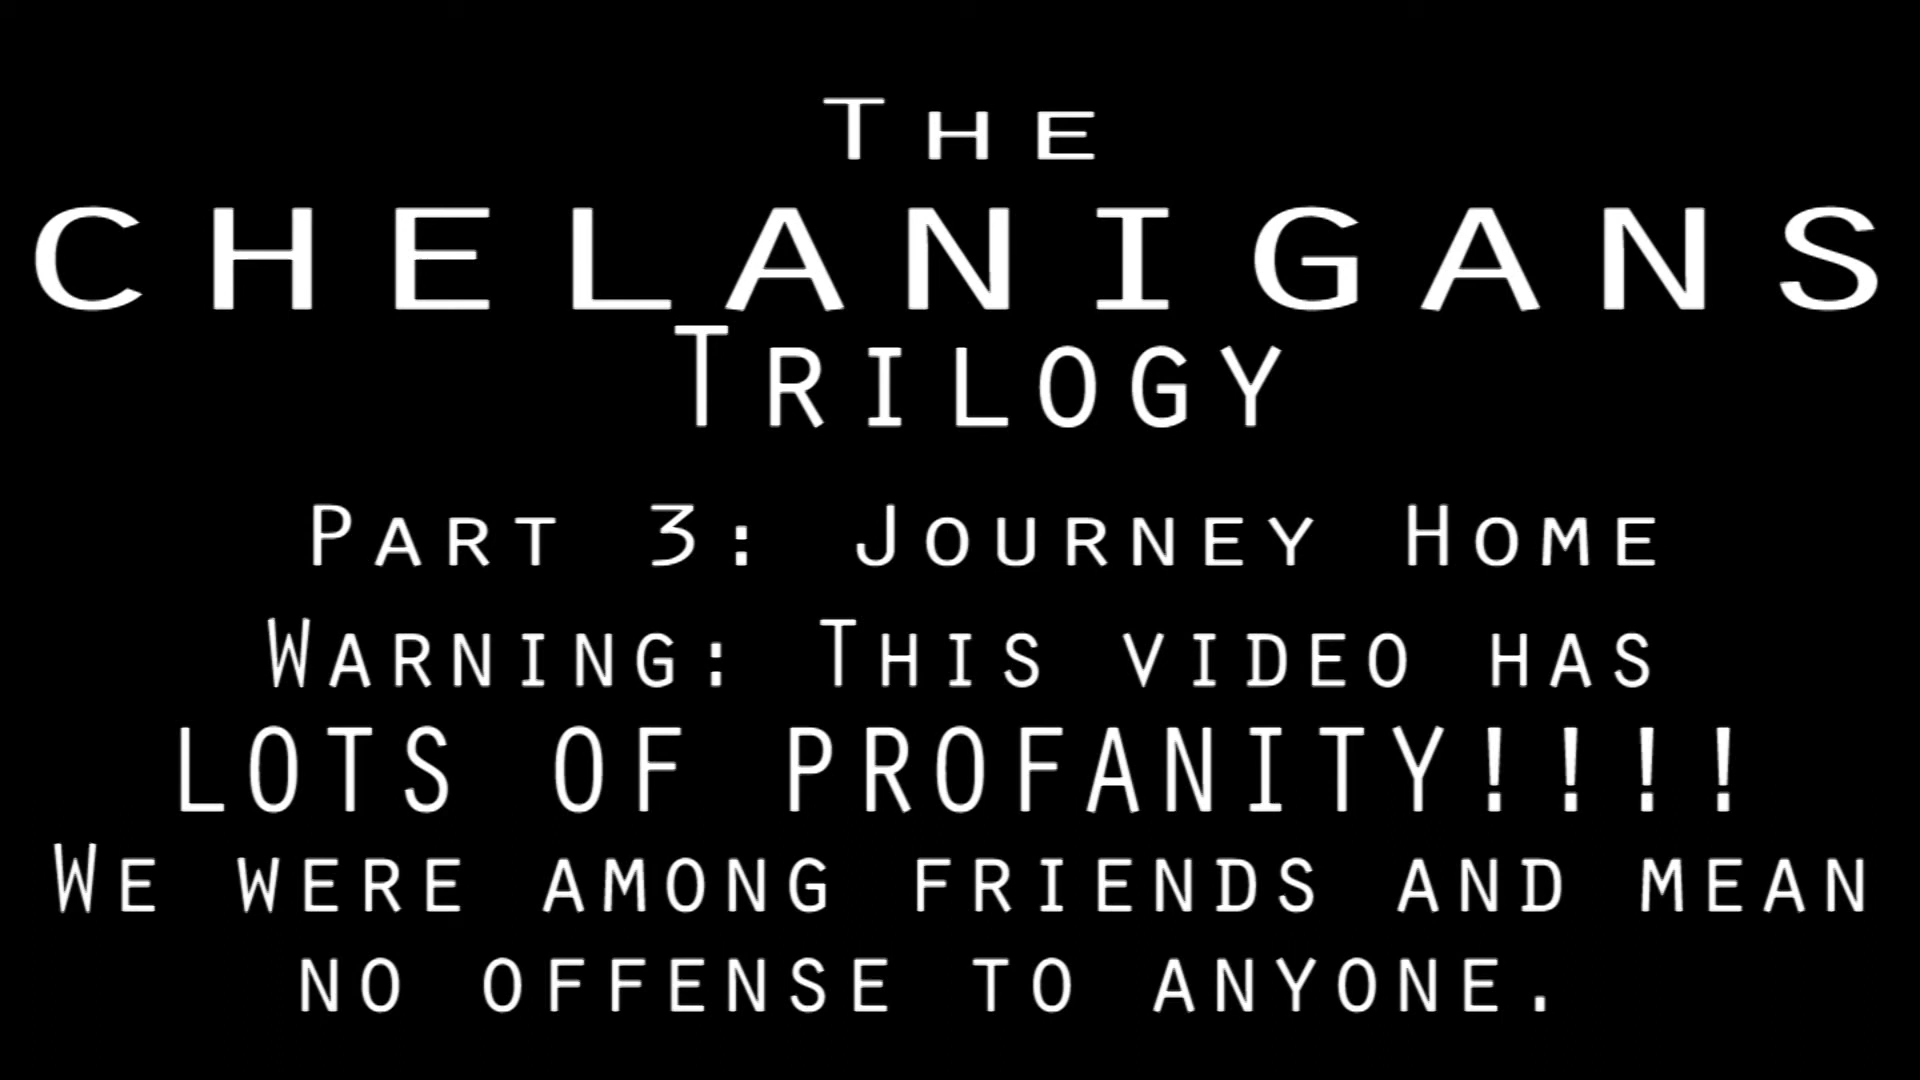 The
CHELANIGANS
Trilogy
Part 3: Journey Home
Warning: This video has
LOTS OF PROFANITY!!!!
We were among friends and mean
no offense to anyone.